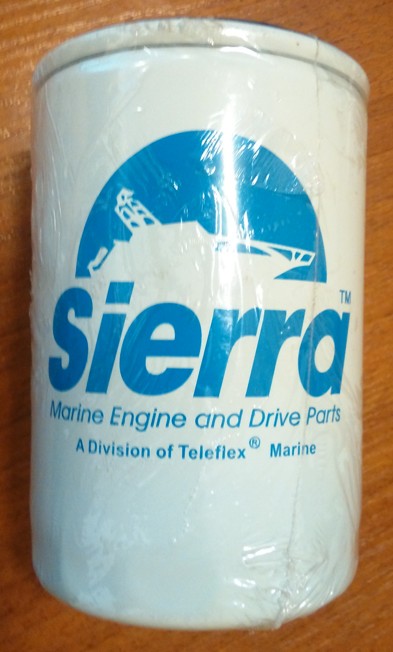 Sierra™
Marine Engine and Drive Parts
A Division of Teleflex® Marine